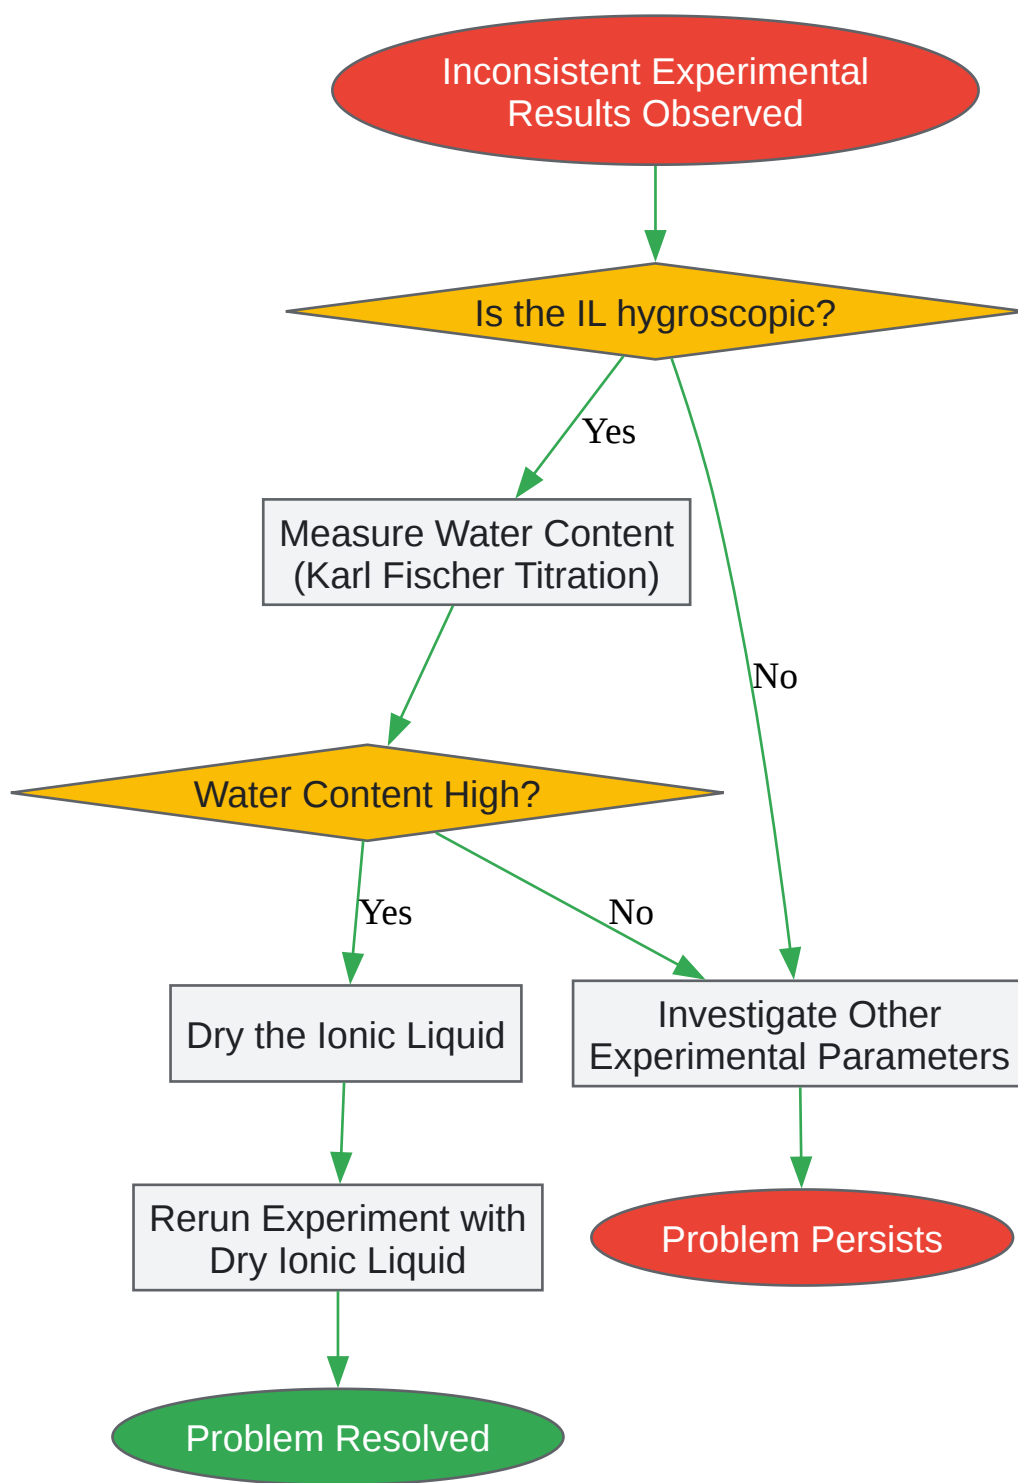 Inconsistent Experimental
Results Observed
Is the IL hygroscopic?
Yes
Measure Water Content
(Karl Fischer Titration)
No
Water Content High?
Yes
No
Dry the Ionic Liquid
Investigate Other
Experimental Parameters
Rerun Experiment with
Dry Ionic Liquid
Problem Persists
Problem Resolved